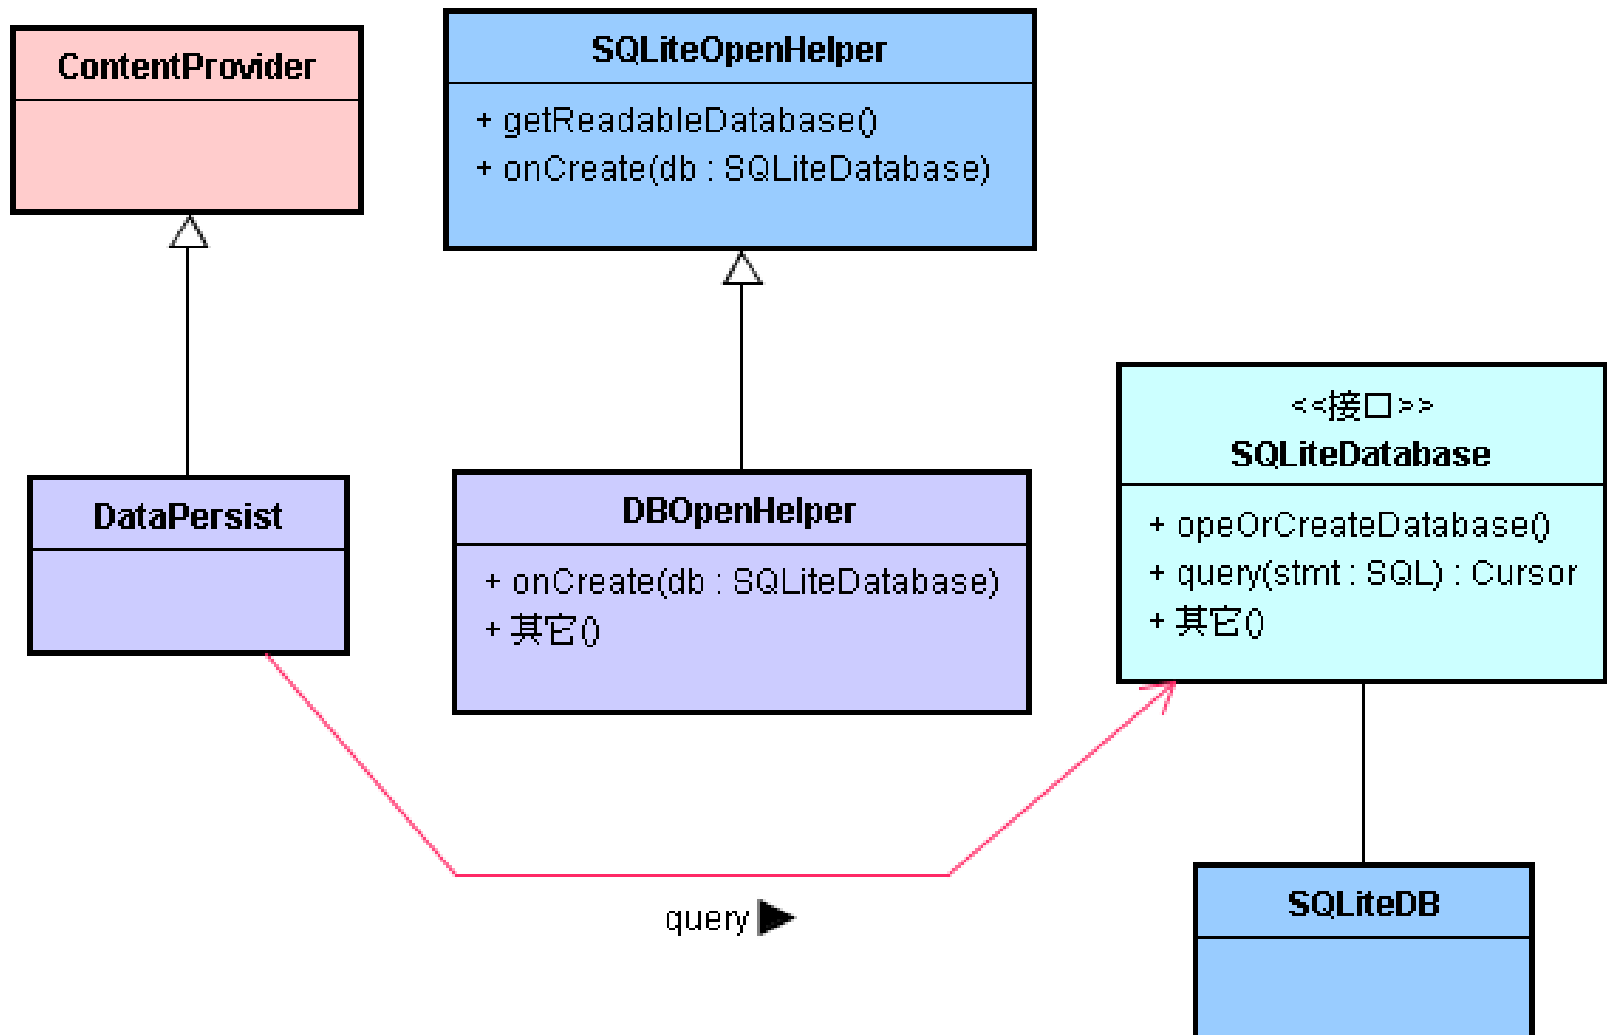 ContentProvider
SQLiteOpenHelper
+ getReadableDatabase()
+ onCreate(db : SQLiteDatabase)
<<接口>>
SQLiteDatabase
+ opeOrCreateDatabase()
+ query(stmt : SQL) : Cursor
+ 其它()
DataPersist
DBOpenHelper
+ onCreate(db : SQLiteDatabase)
+ 其它()
query
SQLiteDB